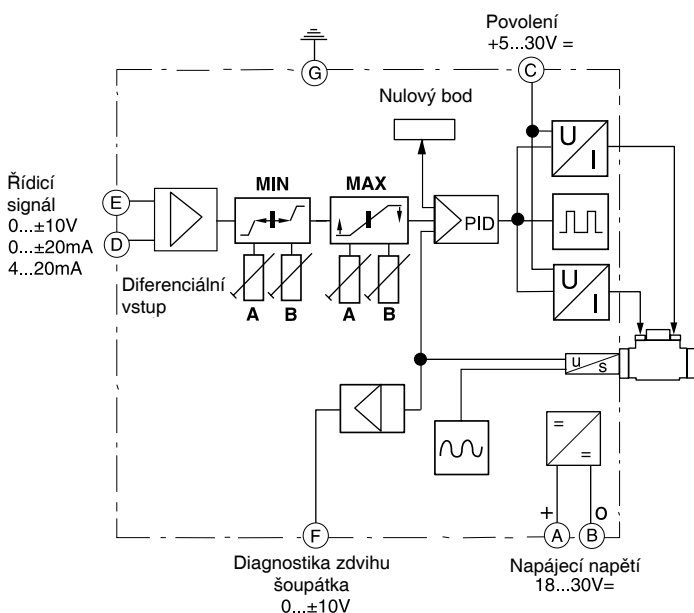 Povolení
+5...30V =
G
C
Nulový bod
U
I
Řídicí
signál
0...±10V
0...±20mA
4...20mA
E
D
MIN
MAX
PID
Diferenciální
vstup
A
B
A
B
U
I
u
s
=
=
+
o
F
A
B
Diagnostika zdvihu
šoupátka
0...±10V
Napájecí napětí
18...30V=